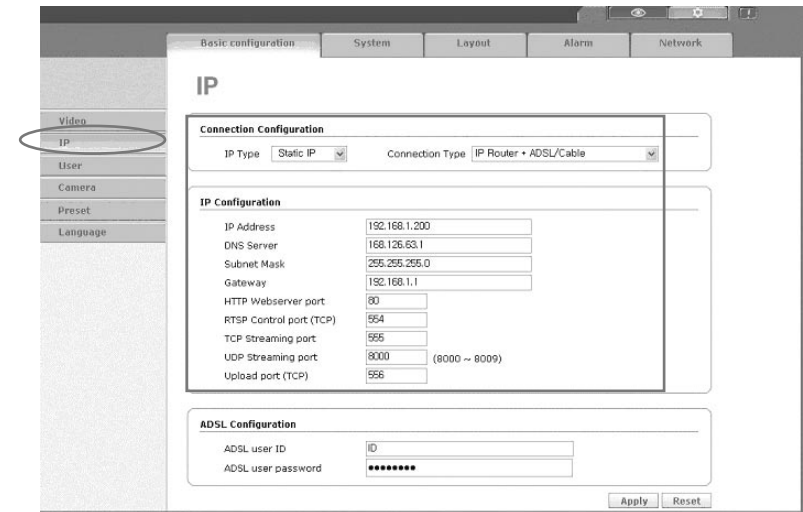 Basic configuration System Layout Alarm Network
IP
Video
IP
User
Camera
Preset
Language
Connection Configuration
IP Type Static IP Connection Type IP Router + ADSL/Cable
IP Configuration
IP Address 192.168.1.200
DNS Server 168.126.63.1
Subnet Mask 255.255.255.0
Gateway 192.168.1.1
HTTP Webserver port 80
RTSP Control port (TCP) 554
TCP Streaming port 555
UDP Streaming port 8000 (8000 ~ 8009)
Upload port (TCP) 556
ADSL Configuration
ADSL user ID ID
ADSL user password ●●●●●●●●
Apply Reset